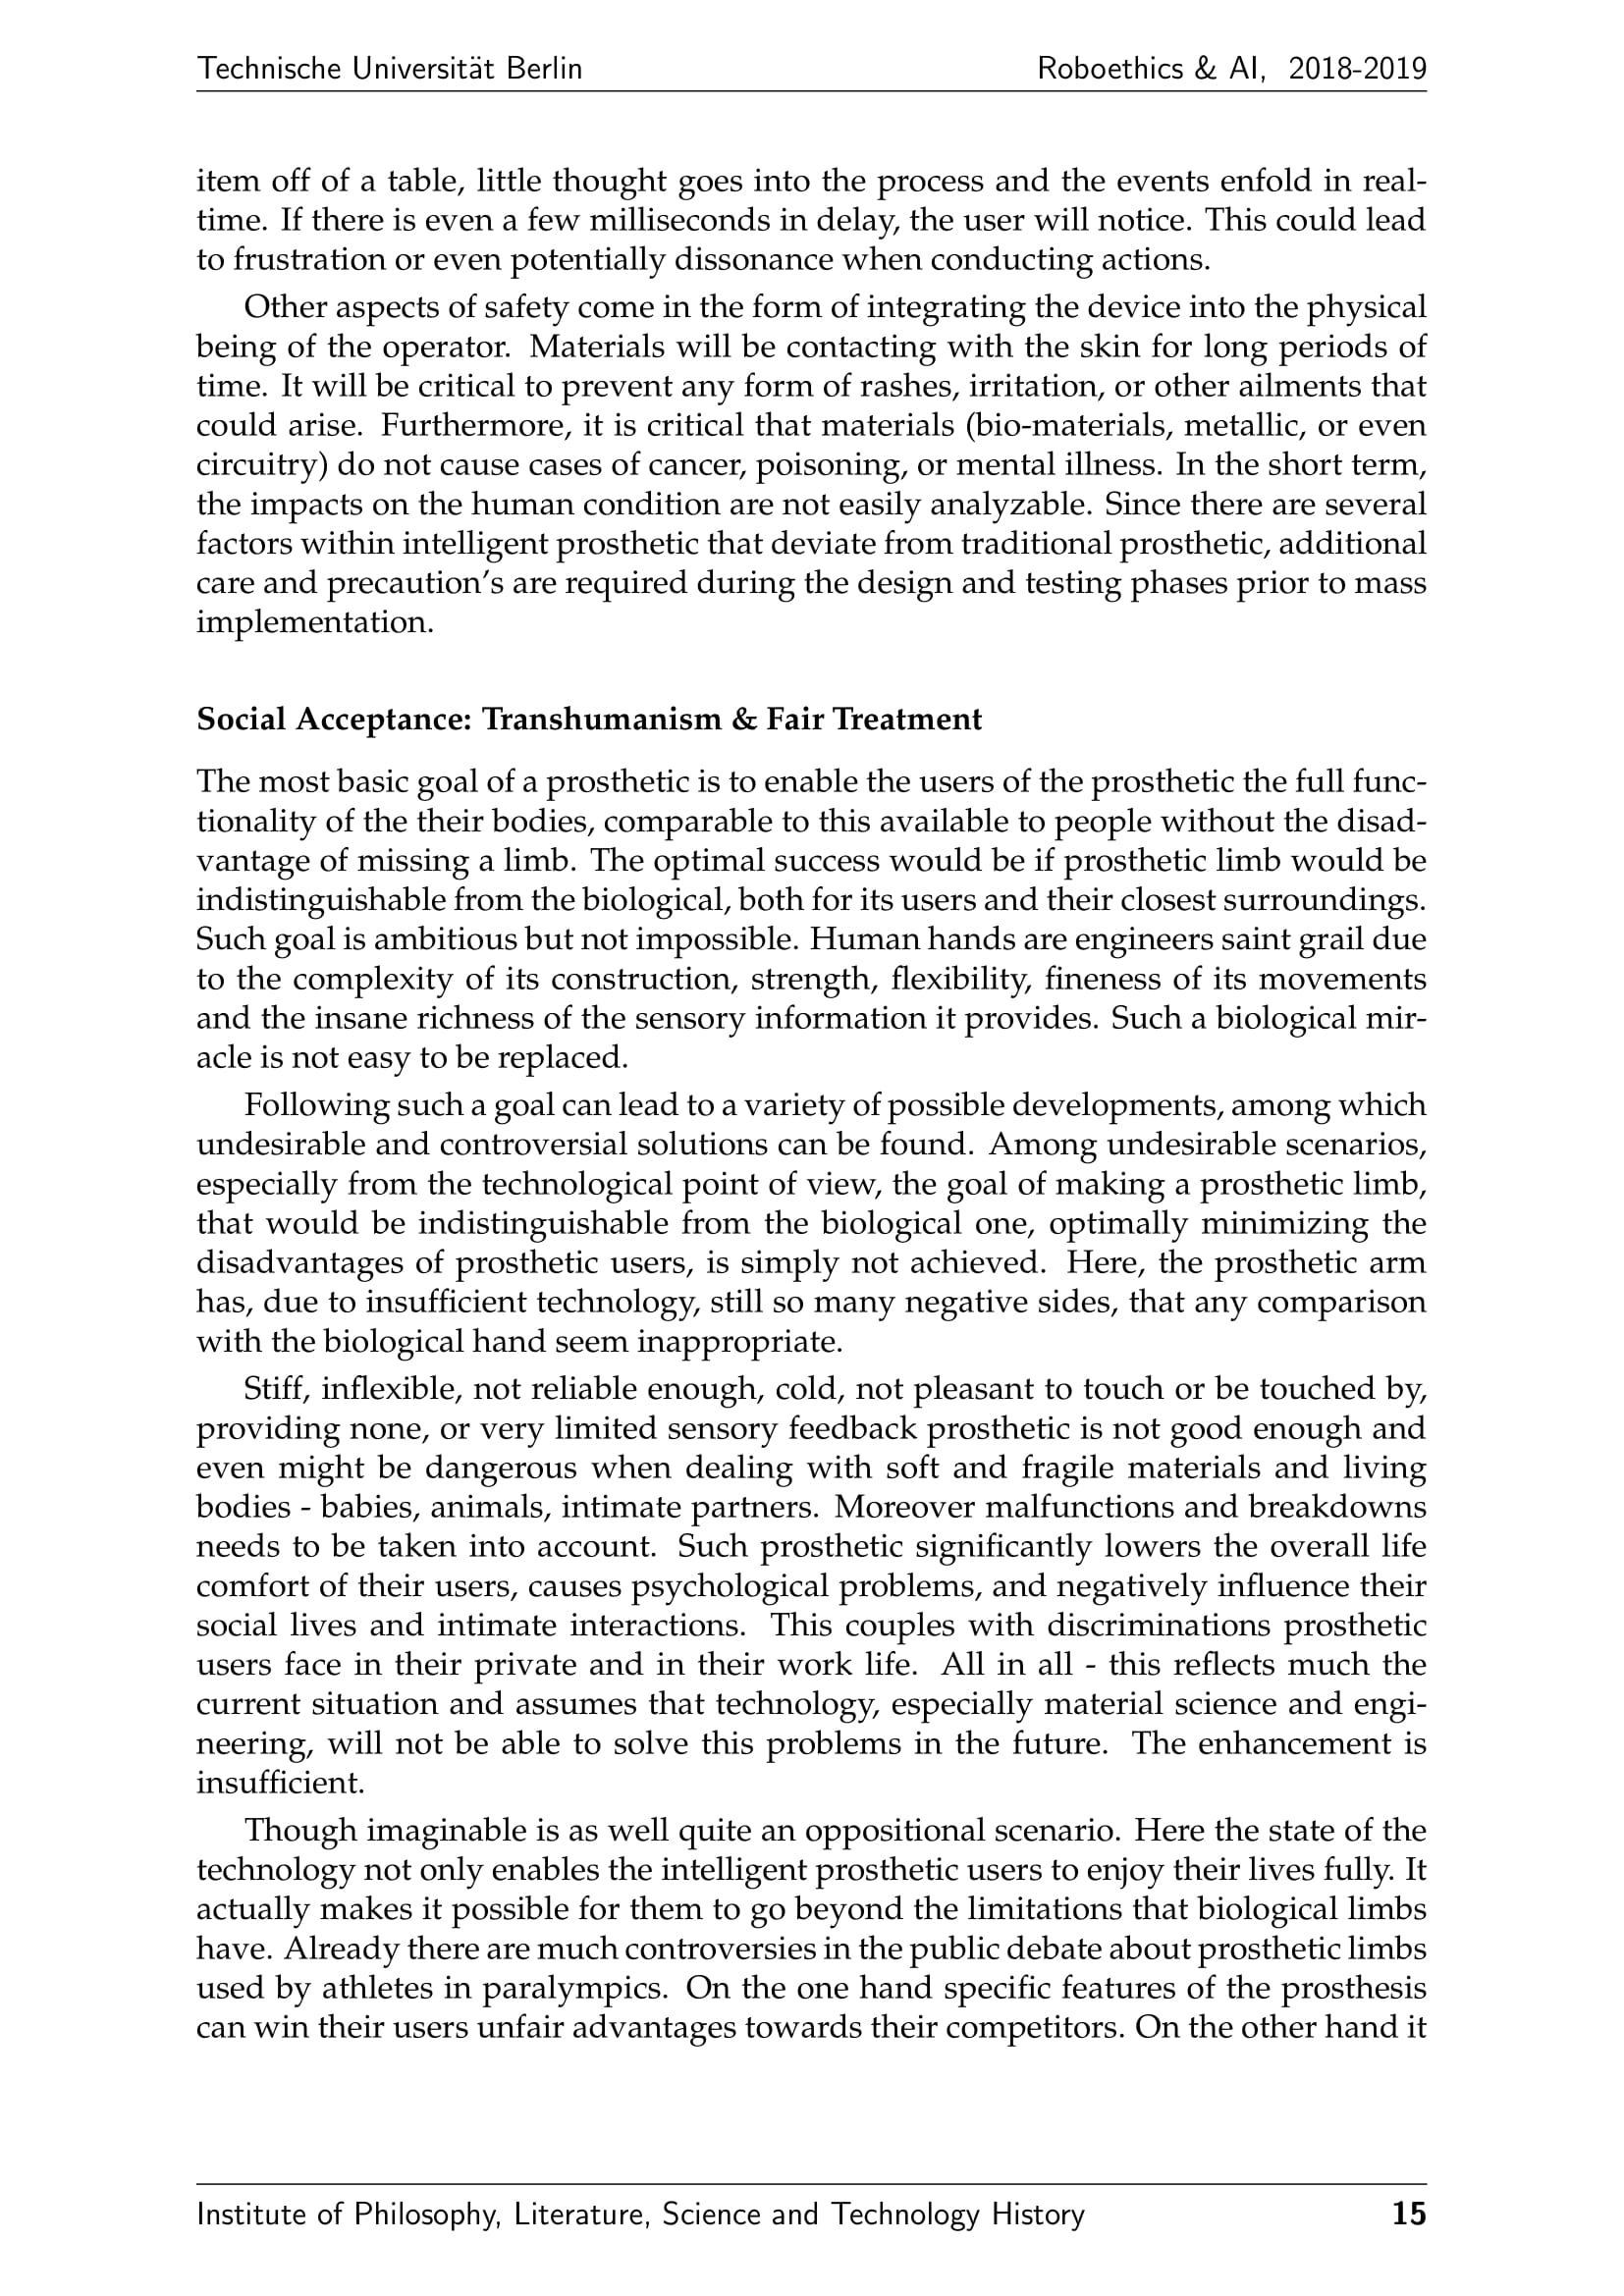 Technische Universität Berlin
Roboethics & AI, 2018-2019
item off of a table, little thought goes into the process and the events enfold in real-
time. If there is even a few milliseconds in delay, the user will notice. This could lead
to frustration or even potentially dissonance when conducting actions.
Other aspects of safety come in the form of integrating the device into the physical
being of the operator. Materials will be contacting with the skin for long periods of
time. It will be critical to prevent any form of rashes, irritation, or other ailments that
could arise. Furthermore, it is critical that materials (bio-materials, metallic, or even
circuitry) do not cause cases of cancer, poisoning, or mental illness. In the short term,
the impacts on the human condition are not easily analyzable. Since there are several
factors within intelligent prosthetic that deviate from traditional prosthetic, additional
care and precaution's are required during the design and testing phases prior to mass
implementation.
Social Acceptance: Transhumanism & Fair Treatment
The most basic goal of a prosthetic is to enable the users of the prosthetic the full func-
tionality of the their bodies, comparable to this available to people without the disad-
vantage of missing a limb. The optimal success would be if prosthetic limb would be
indistinguishable from the biological, both for its users and their closest surroundings.
Such goal is ambitious but not impossible. Human hands are engineers saint grail due
to the complexity of its construction, strength, flexibility, fineness of its movements
and the insane richness of the sensory information it provides. Such a biological mir-
acle is not easy to be replaced.
Following such a goal can lead to a variety of possible developments, among which
undesirable and controversial solutions can be found. Among undesirable scenarios,
especially from the technological point of view, the goal of making a prosthetic limb,
that would be indistinguishable from the biological one, optimally minimizing the
disadvantages of prosthetic users, is simply not achieved. Here, the prosthetic arm
has, due to insufficient technology, still so many negative sides, that any comparison
with the biological hand seem inappropriate.
Stiff, inflexible, not reliable enough, cold, not pleasant to touch or be touched by,
providing none, or very limited sensory feedback prosthetic is not good enough and
even might be dangerous when dealing with soft and fragile materials and living
bodies - babies, animals, intimate partners. Moreover malfunctions and breakdowns
needs to be taken into account. Such prosthetic significantly lowers the overall life
comfort of their users, causes psychological problems, and negatively influence their
social lives and intimate interactions. This couples with discriminations prosthetic
users face in their private and in their work life. All in all - this reflects much the
current situation and assumes that technology, especially material science and engi-
neering, will not be able to solve this problems in the future. The enhancement is
insufficient.
Though imaginable is as well quite an oppositional scenario. Here the state of the
technology not only enables the intelligent prosthetic users to enjoy their lives fully. It
actually makes it possible for them to go beyond the limitations that biological limbs
have. Already there are much controversies in the public debate about prosthetic limbs
used by athletes in paralympics. On the one hand specific features of the prosthesis
can win their users unfair advantages towards their competitors. On the other hand it
Institute of Philosophy, Literature, Science and Technology History
15